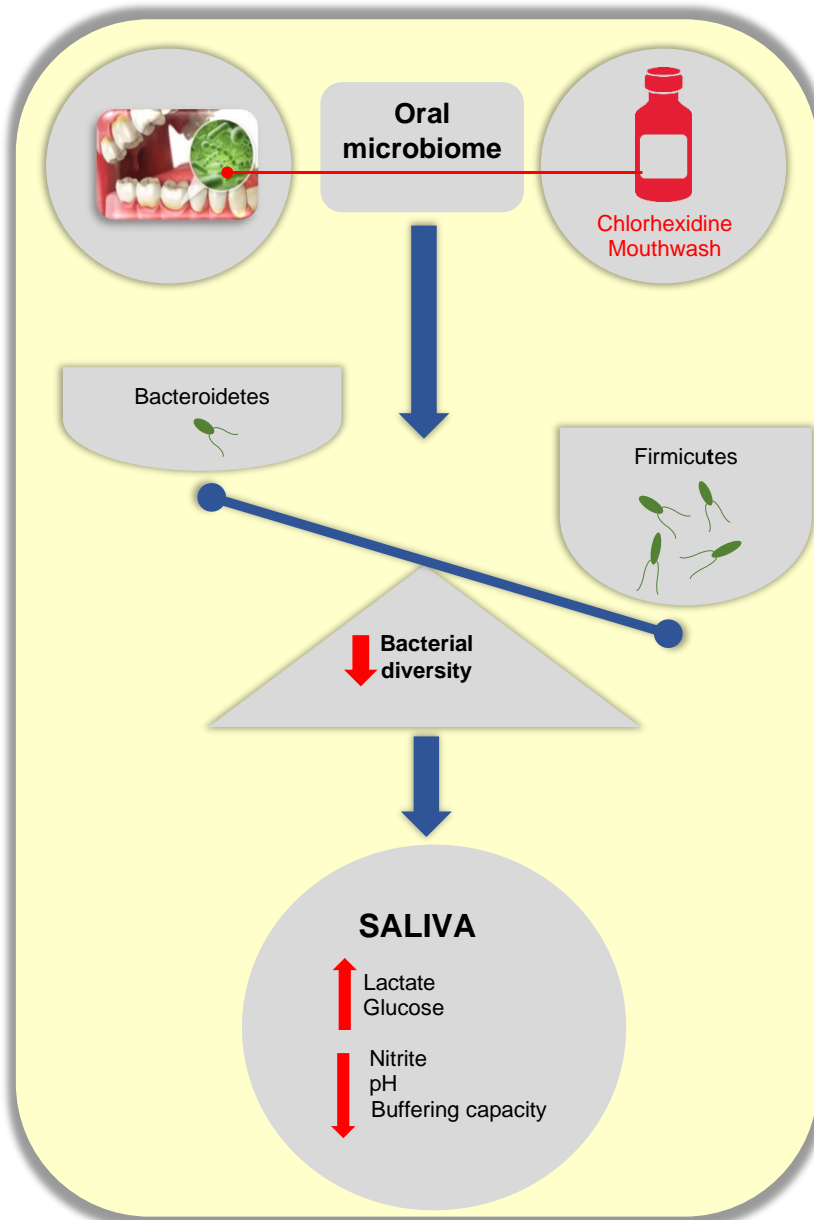 Oral
microbiome
Chlorhexidine
Mouthwash
Bacteroidetes
Firmicutes
Bacterial
diversity
SALIVA
Lactate
Glucose
Nitrite
pH
Buffering capacity